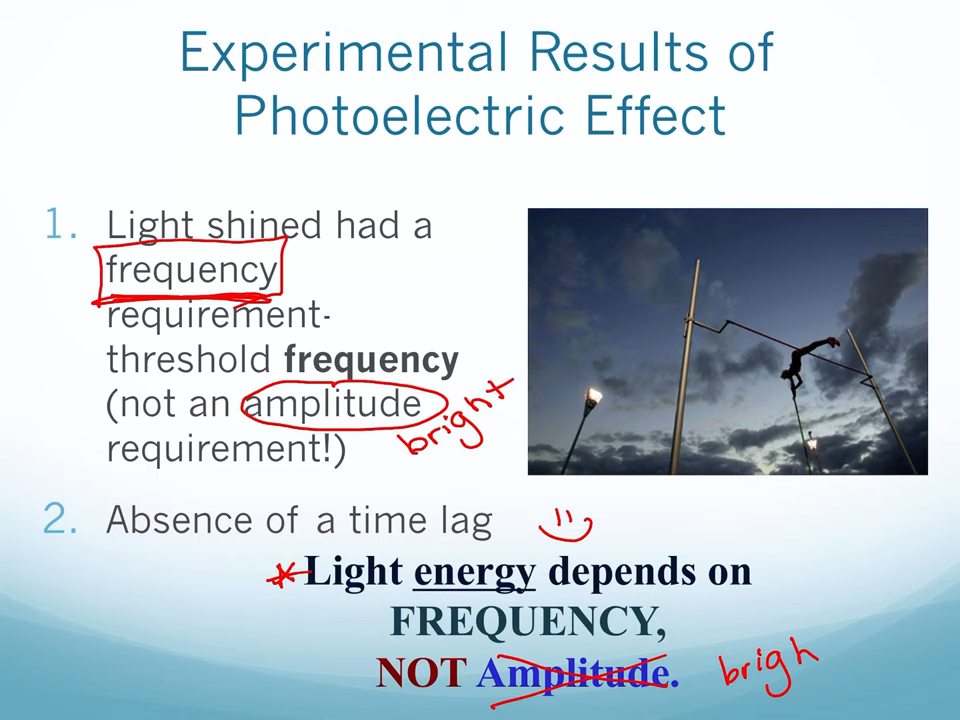 Experimental Results of
Photoelectric Effect
1. Light shined had a
frequency
requirement-
threshold frequency
(not an amplitude
requirement!)
bright
2. Absence of a time lag
Light energy depends on
FREQUENCY,
NOT Amplitude.
brigh